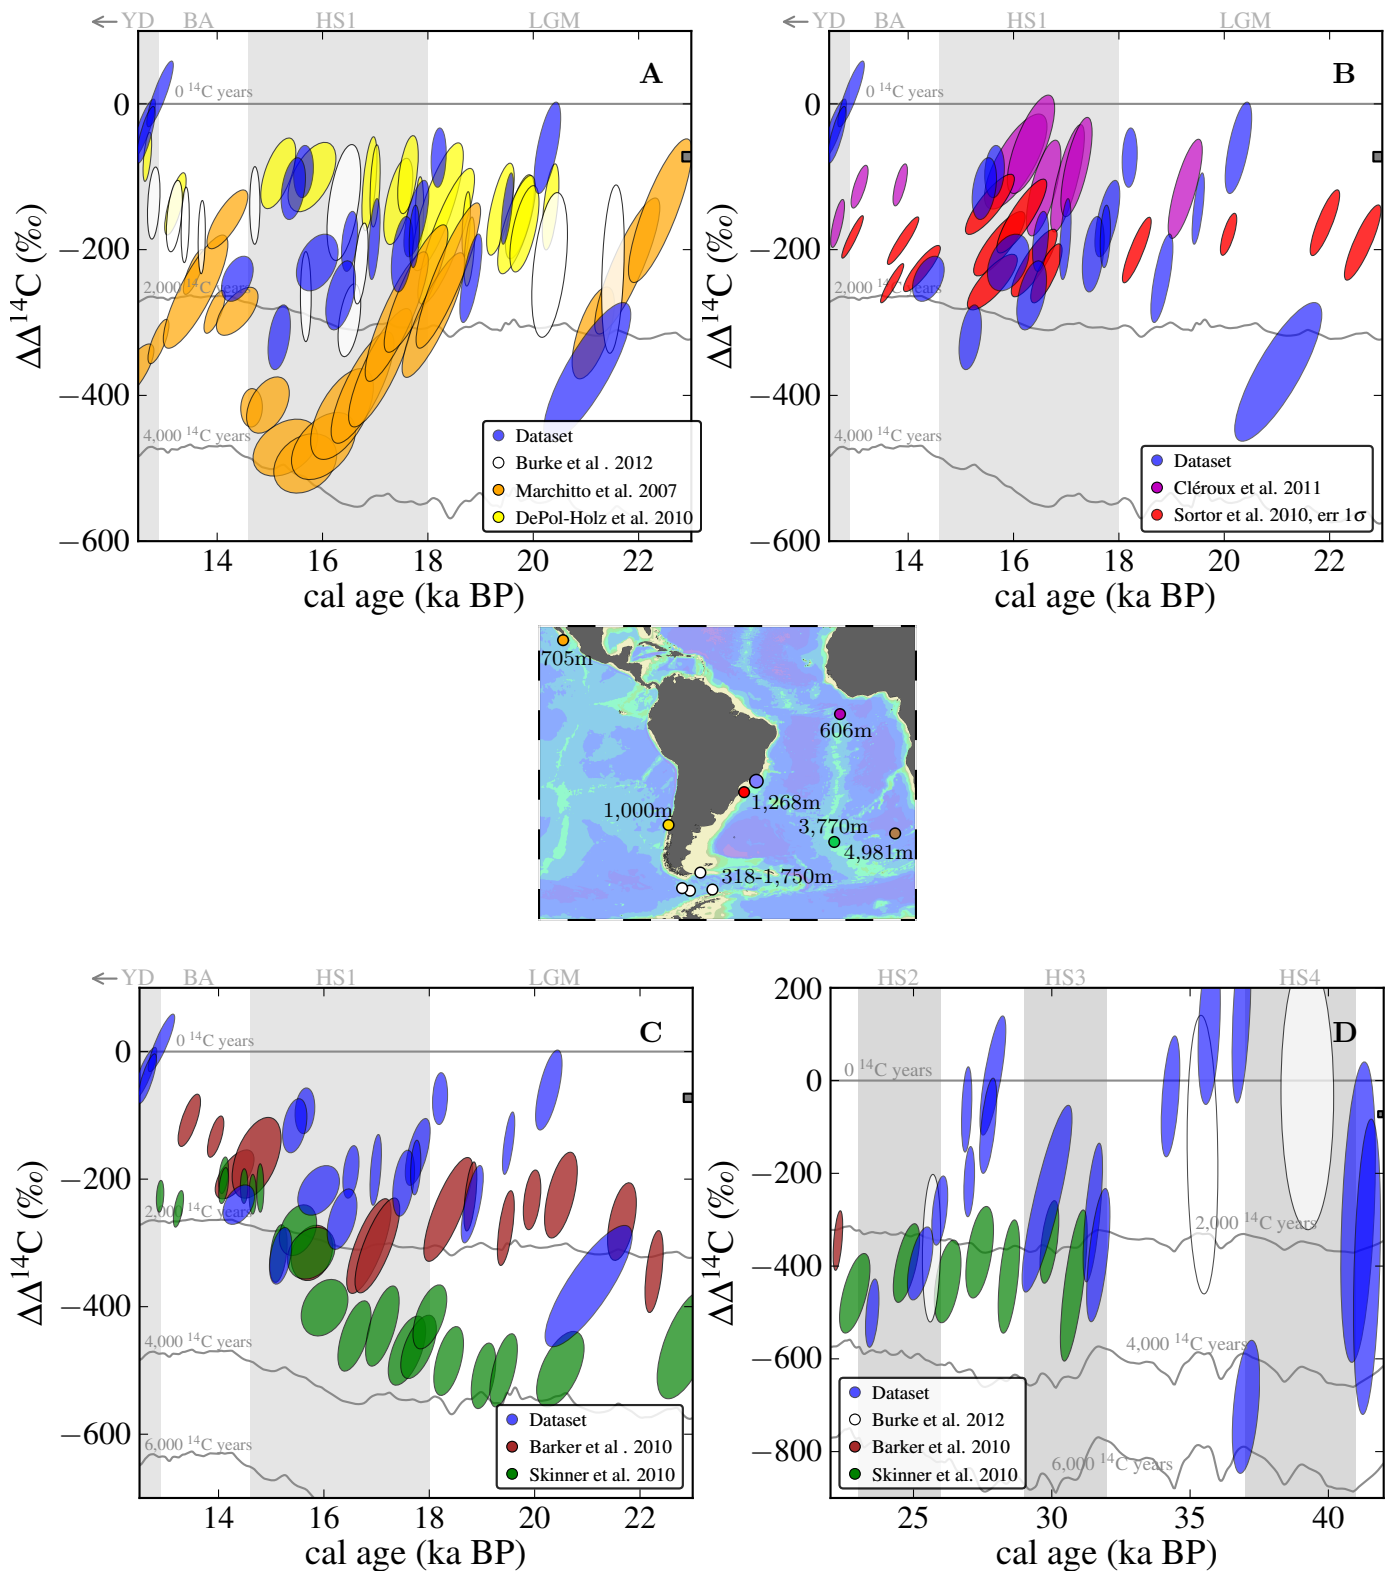 YD BA HS1 LGM
A
0 ¹⁴C years
2,000 ¹⁴C years
4,000 ¹⁴C years
0
−200
−400
−600
ΔΔ¹⁴C (‰)
Dataset
Burke et al . 2012
Marchitto et al. 2007
DePol-Holz et al. 2010
14 16 18 20 22
cal age (ka BP)
YD BA HS1 LGM
B
0 ¹⁴C years
2,000 ¹⁴C years
4,000 ¹⁴C years
0
−200
−400
−600
ΔΔ¹⁴C (‰)
Dataset
Cléroux et al. 2011
Sortor et al. 2010, err 1σ
14 16 18 20 22
cal age (ka BP)
705m
606m
1,268m
1,000m
3,770m
4,981m
318-1,750m
YD BA HS1 LGM
C
0 ¹⁴C years
2,000 ¹⁴C years
4,000 ¹⁴C years
6,000 ¹⁴C years
0
−200
−400
−600
ΔΔ¹⁴C (‰)
Dataset
Barker et al . 2010
Skinner et al. 2010
14 16 18 20 22
cal age (ka BP)
HS2 HS3 HS4
D
0 ¹⁴C years
2,000 ¹⁴C years
4,000 ¹⁴C years
6,000 ¹⁴C years
200
0
−200
−400
−600
−800
ΔΔ¹⁴C (‰)
Dataset
Burke et al. 2012
Barker et al. 2010
Skinner et al. 2010
25 30 35 40
cal age (ka BP)